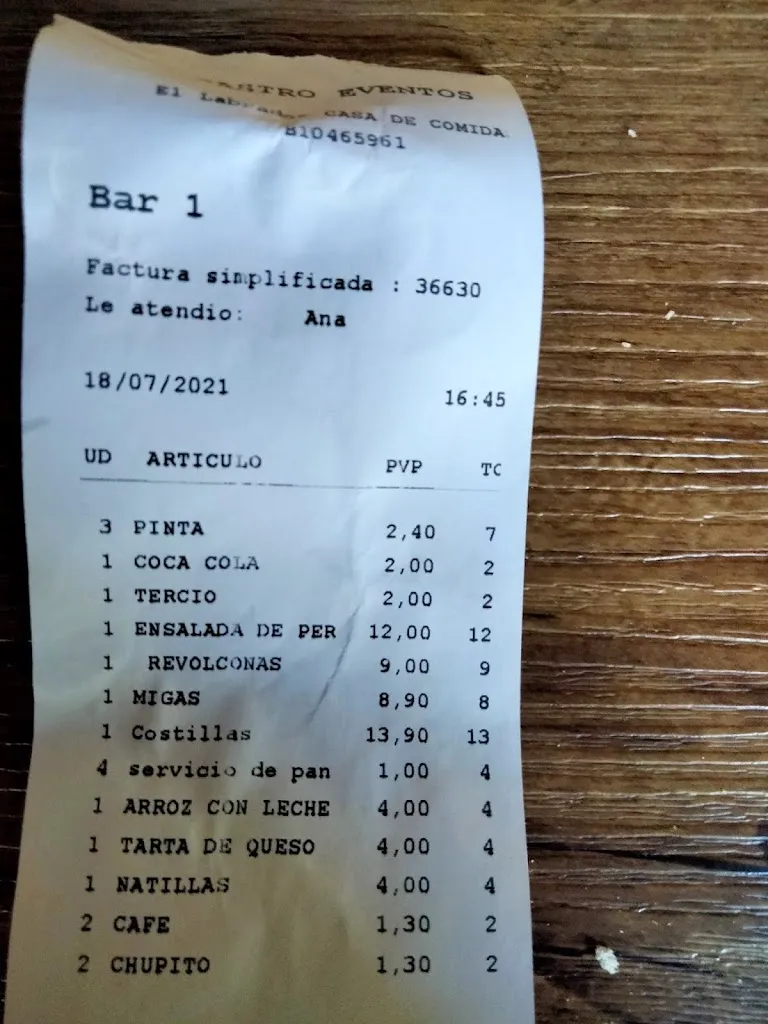 ASTRO EVENTOS
El CASA DE COMIDA
B10465961
Bar 1
Factura simplificada : 36630
Le atendio: Ana
18/07/2021 16:45
UD ARTICULO PVP TO
3 PINTA 2,40 7
1 COCA COLA 2,00 2
1 TERCIO 2,00 2
1 ENSALADA DE PER 12,00 12
1 REVOLCONAS 9,00 9
1 MIGAS 8,90 8
1 Costillas 13,90 13
4 servicio de pan 1,00 4
1 ARROZ CON LECHE 4,00 4
1 TARTA DE QUESO 4,00 4
1 NATILLAS 4,00 4
2 CAFE 1,30 2
2 CHUPITO 1,30 2